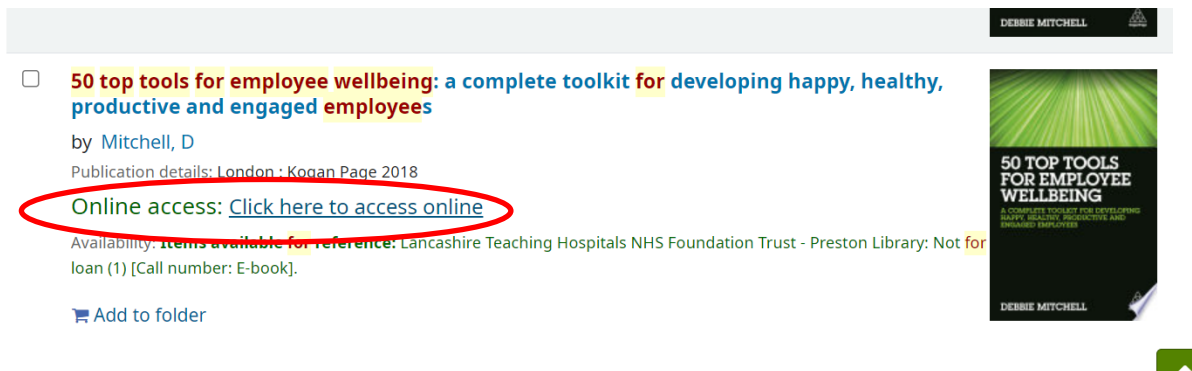 DEBBIE MITCHELL
50 top tools for employee wellbeing: a complete toolkit for developing happy, healthy,
productive and engaged employees
by Mitchell, D
Publication details: London : Kogan Page 2018
Online access: Click here to access online
Availability: Items available for reference: Lancashire Teaching Hospitals NHS Foundation Trust - Preston Library: Not for
loan (1) [Call number: E-book].
Add to folder
50 TOP TOOLS
FOR EMPLOYEE
WELLBEING
A COMPLETE TOOLKIT FOR DEVELOPING
HAPPY, HEALTHY, PRODUCTIVE AND
ENGAGED EMPLOYEES
DEBBIE MITCHELL